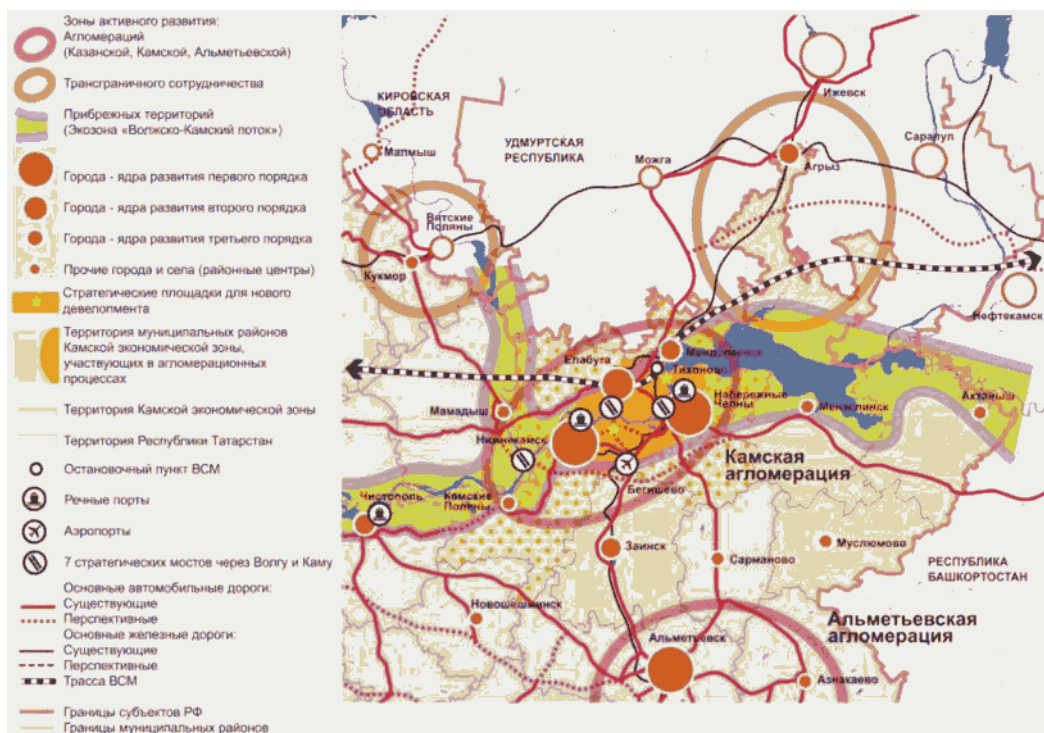 Зоны активного развития:
Агломераций
(Казанской, Камской, Альметьевской)
Трансграничного сотрудничества
Прибрежных территорий
(Экозона «Волжско-Камский поток»)
Города - ядра развития первого порядка
Города - ядра развития второго порядка
Города - ядра развития третьего порядка
Прочие города и села (районные центры)
Стратегические площадки для нового
девелопмента
Территория муниципальных районов
Камской экономической зоны,
участвующих в агломерационных
процессах
Территория Камской экономической зоны
Территория Республики Татарстан
Остановочный пункт ВСМ
Речные порты
Аэропорты
7 стратегических мостов через Волгу и Каму
Основные автомобильные дороги:
Существующие
Перспективные
Основные железные дороги:
Существующие
Перспективные
Трасса ВСМ
Границы субъектов РФ
Границы муниципальных районов
Ижевск
КИРОВСКАЯ
ОБЛАСТЬ
УДМУРТСКАЯ
РЕСПУБЛИКА
Сарапул
Малмыш
Можга
Агрыз
Вятские
Поляны
Кукмор
Нефтекамск
Елабуга
Менделеевск
Тихоново
Набережные
Челны
Мамадыш
Мензелинск
Актаныш
Нижнекамск
Камская
агломерация
Бегишево
Чистополь
Камские
Поляны
Заинск
Сарманово
Муслюмово
РЕСПУБЛИКА
БАШКОРТОСТАН
Новошешминск
Альметьевск
Альметьевская
агломерация
Азнакаево